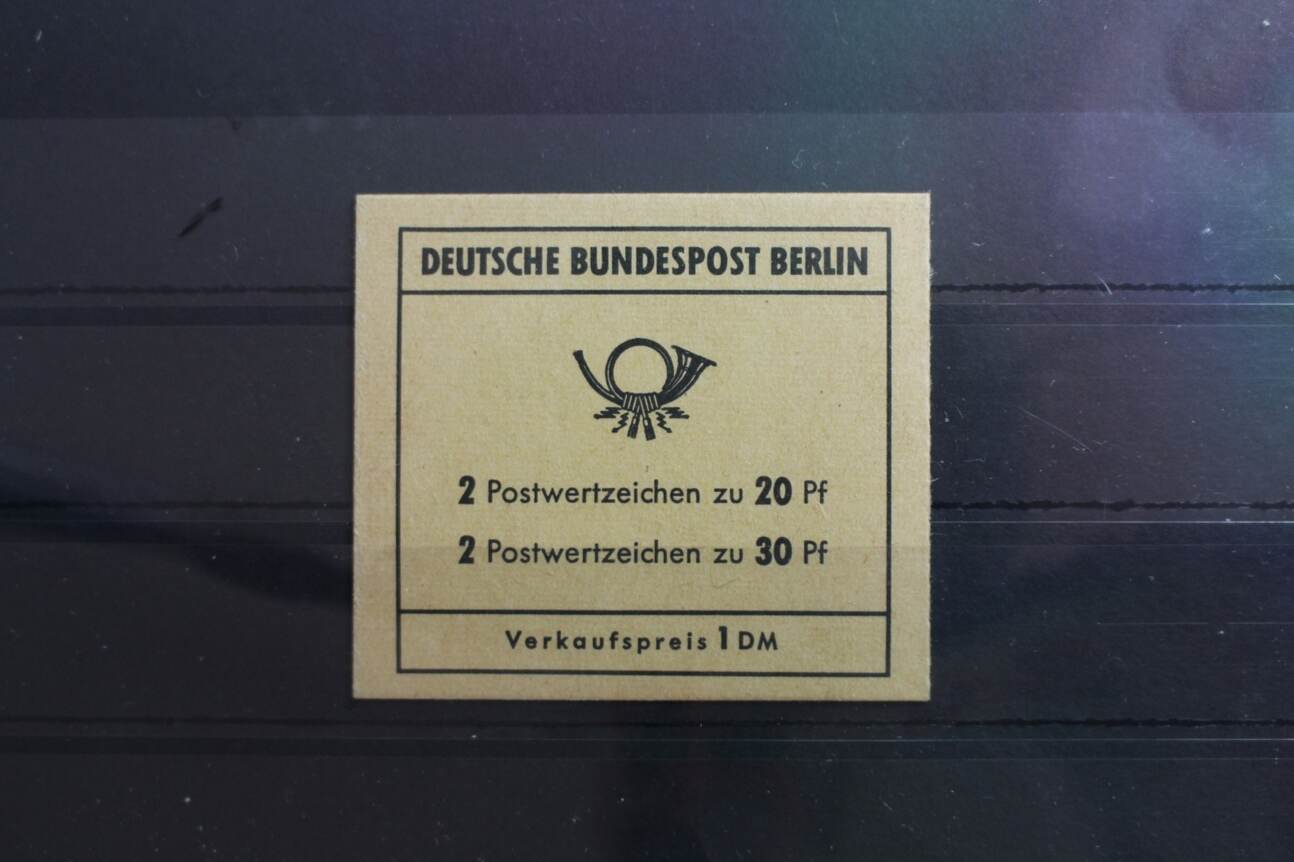 DEUTSCHE BUNDESPOST BERLIN
2 Postwertzeichen zu 20 Pf
2 Postwertzeichen zu 30 Pf
Verkaufspreis 1 DM